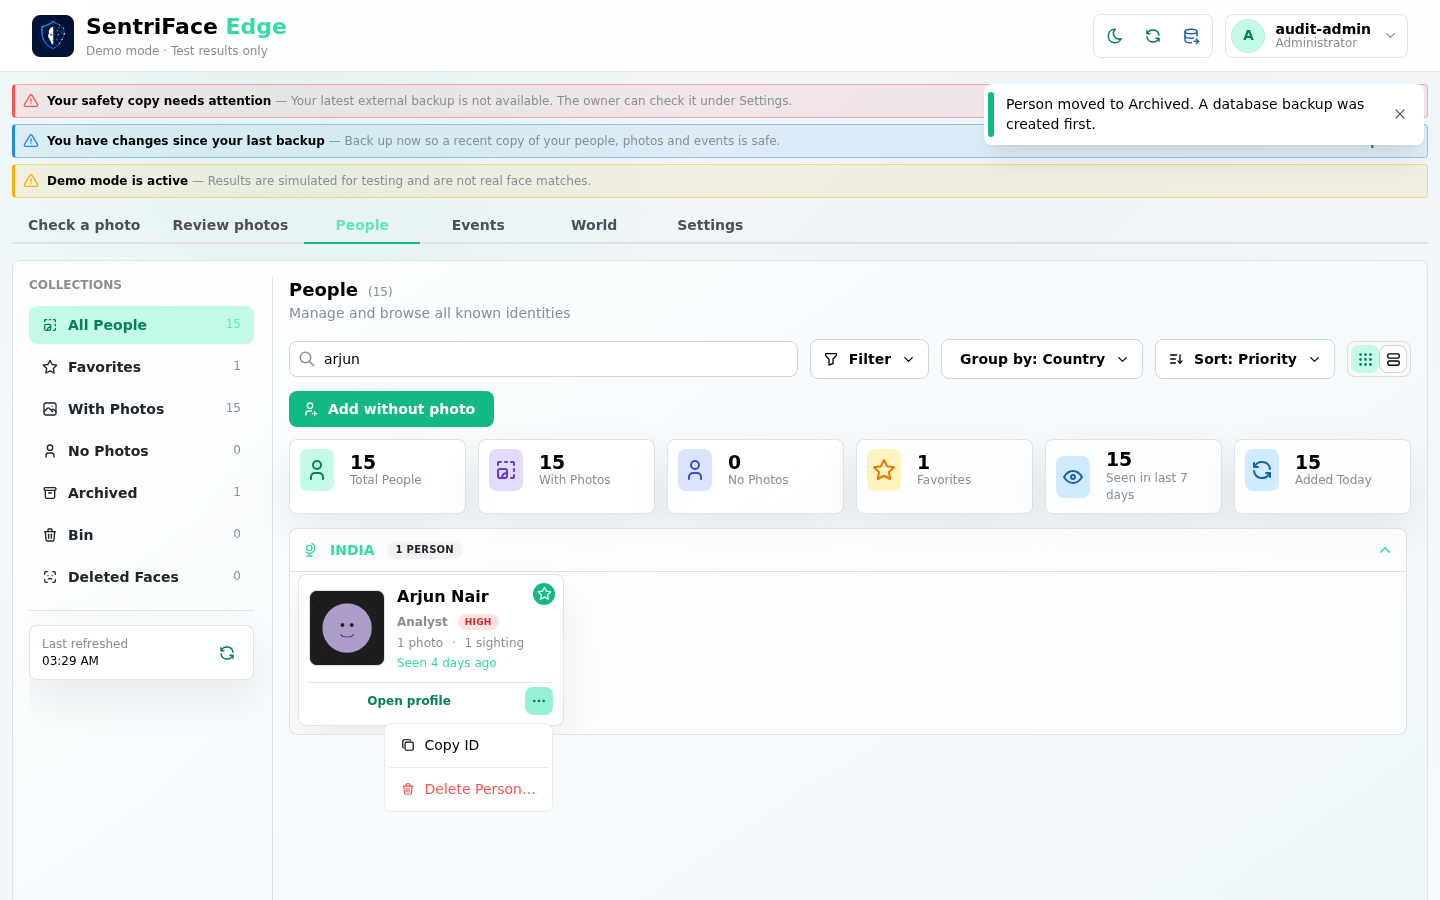 SentriFace Edge
Demo mode · Test results only
A
audit-admin
Administrator
Your safety copy needs attention — Your latest external backup is not available. The owner can check it under Settings.
Person moved to Archived. A database backup was
created first.
You have changes since your last backup — Back up now so a recent copy of your people, photos and events is safe.
Demo mode is active — Results are simulated for testing and are not real face matches.
Check a photo
Review photos
People
Events
World
Settings
COLLECTIONS
All People 15
Favorites 1
With Photos 15
No Photos 0
Archived 1
Bin 0
Deleted Faces 0
Last refreshed
03:29 AM
People (15)
Manage and browse all known identities
arjun
Filter
Group by: Country
Sort: Priority
Add without photo
15
Total People
15
With Photos
0
No Photos
1
Favorites
15
Seen in last 7
days
15
Added Today
INDIA 1 PERSON
Arjun Nair
Analyst HIGH
1 photo · 1 sighting
Seen 4 days ago
Open profile
Copy ID
Delete Person...